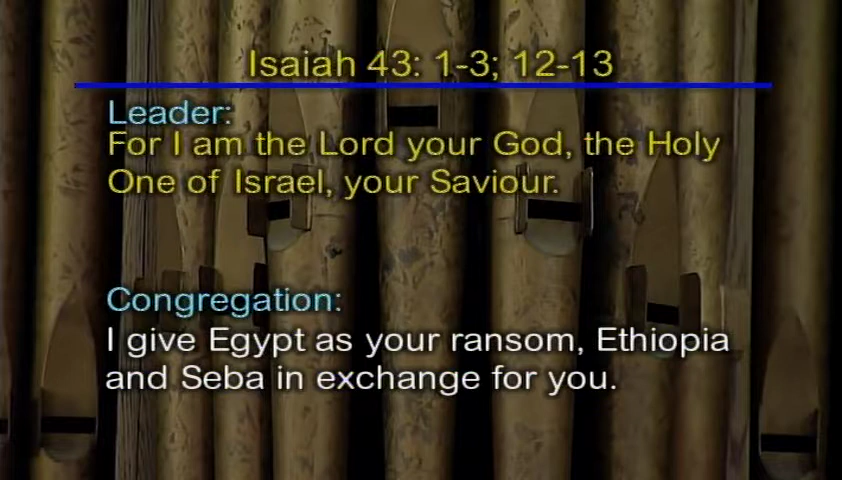 Isaiah 43: 1-3; 12-13
Leader:
For I am the Lord your God, the Holy
One of Israel, your Saviour.
Congregation:
I give Egypt as your ransom, Ethiopia
and Seba in exchange for you.